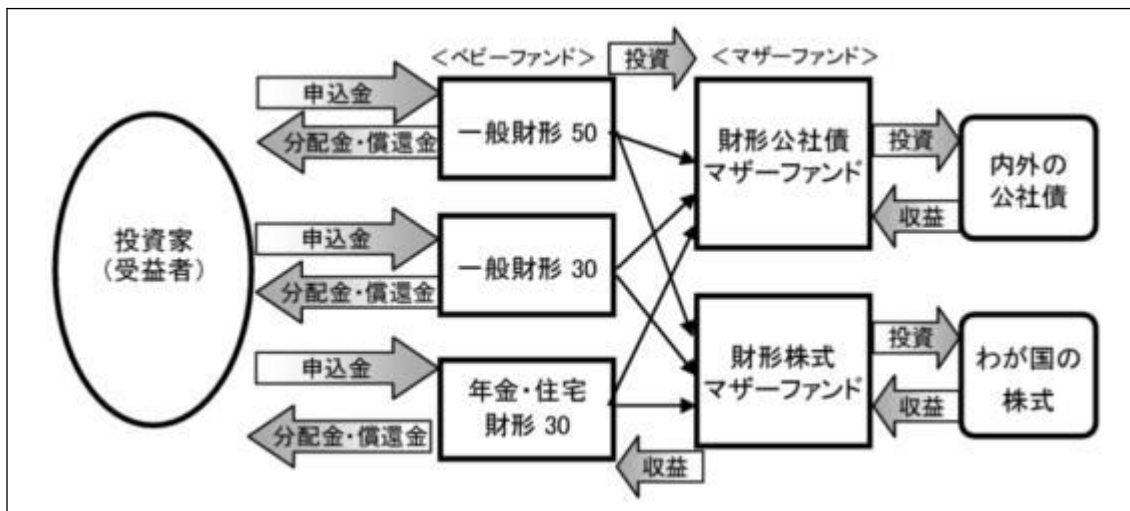 <ベビーファンド>
投資
<マザーファンド>
申込金
分配金・償還金
一般財形 50
財形公社債
マザーファンド
投資
収益
内外の
公社債
投資家
(受益者)
申込金
分配金・償還金
一般財形 30
申込金
分配金・償還金
年金・住宅
財形 30
収益
財形株式
マザーファンド
投資
収益
わが国の
株式